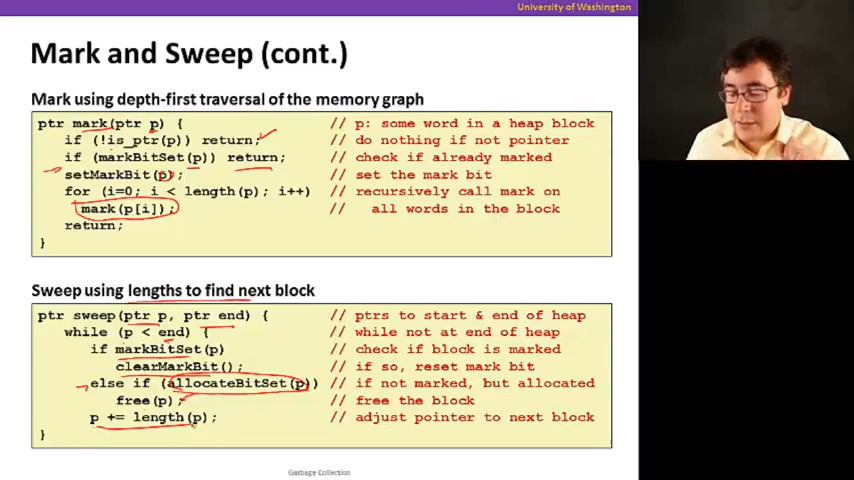 University of Washington
Mark and Sweep (cont.)
Mark using depth-first traversal of the memory graph
ptr mark(ptr p) { // p: some word in a heap block
if (!is_ptr(p)) return; // do nothing if not pointer
if (markBitSet(p)) return; // check if already marked
setMarkBit(p); // set the mark bit
for (i=0; i < length(p); i++) // recursively call mark on
mark(p[i]); // all words in the block
return;
}
Sweep using lengths to find next block
ptr sweep(ptr p, ptr end) { // ptrs to start & end of heap
while (p < end) { // while not at end of heap
if markBitSet(p) // check if block is marked
clearMarkBit(); // if so, reset mark bit
else if (allocateBitSet(p)) // if not marked, but allocated
free(p); // free the block
p += length(p); // adjust pointer to next block
}
Garbage Collection